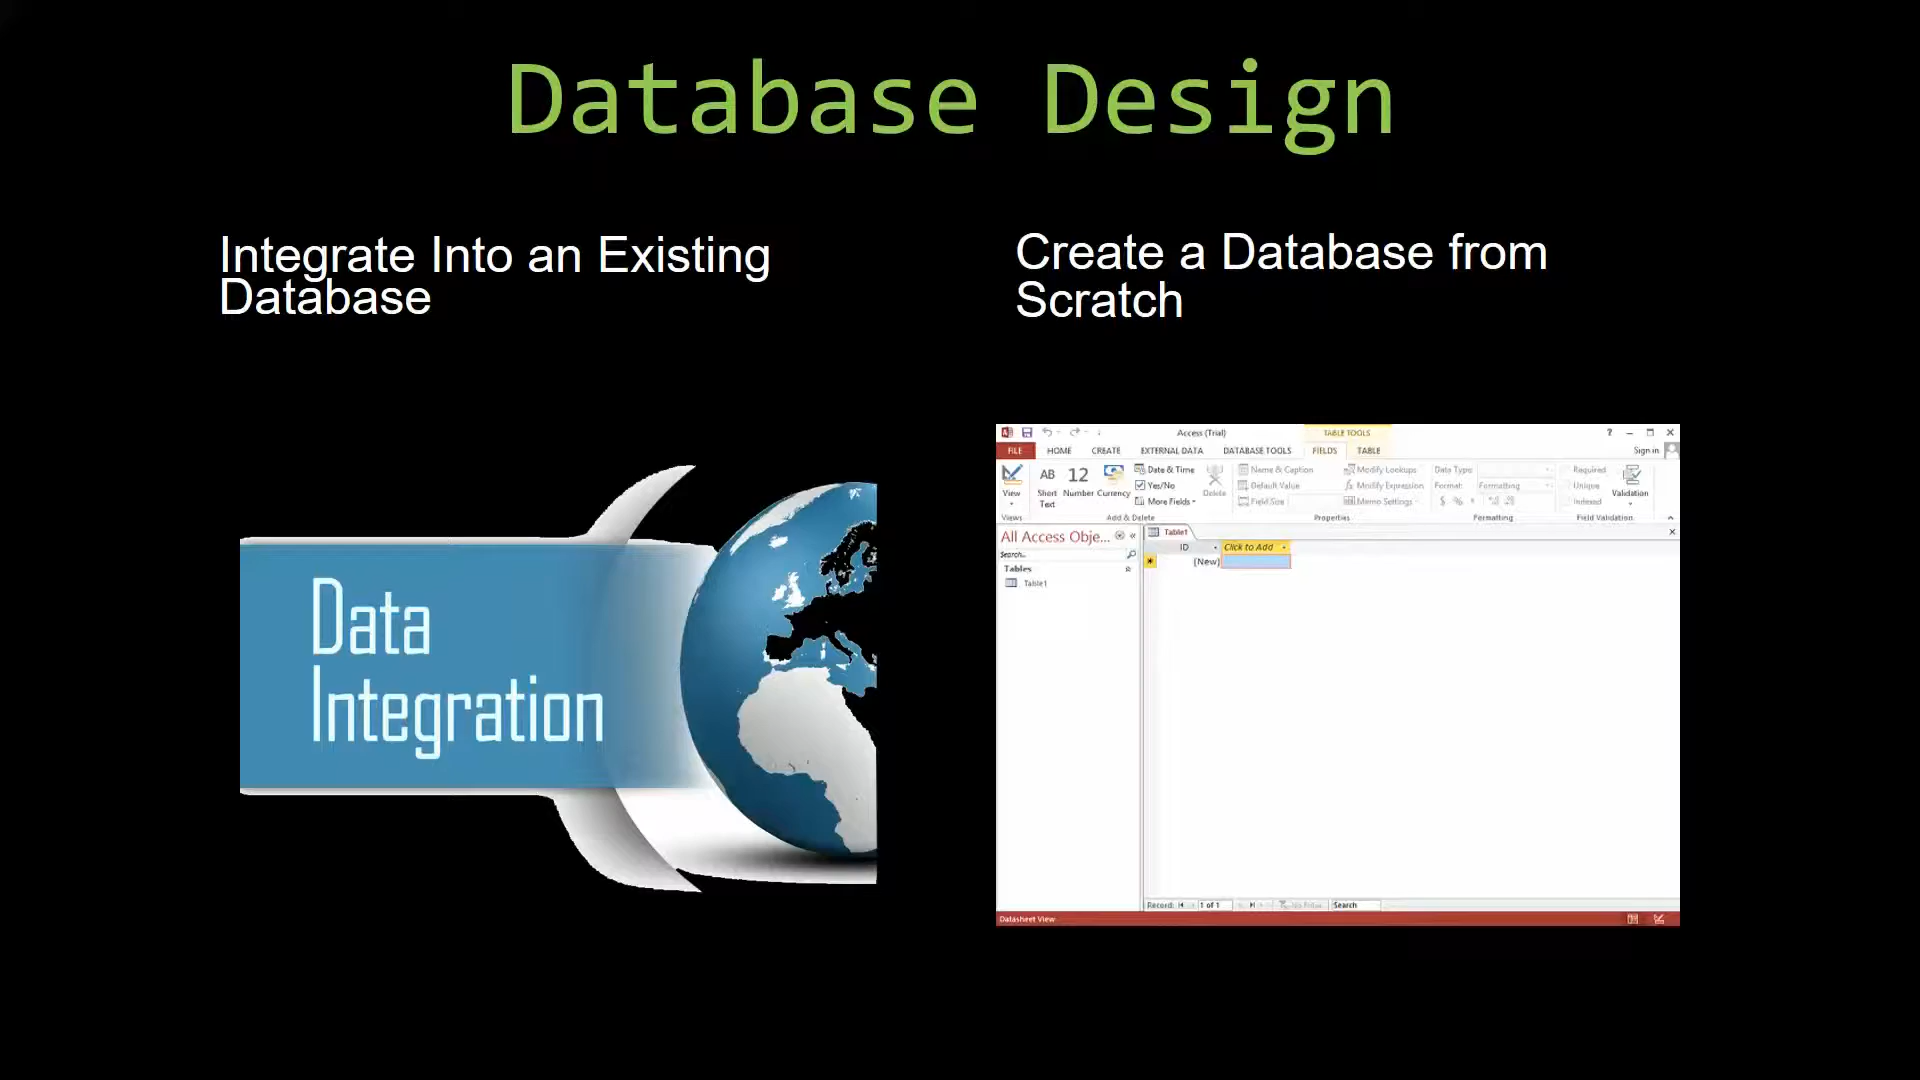 Database Design
Integrate Into an Existing
Database
Create a Database from
Scratch
Data
Integration
Access (Trial)
TABLE TOOLS
FILE HOME CREATE EXTERNAL DATA DATABASE TOOLS FIELDS TABLE
Sign in
View
Views
AB
Short
Text
12
Number
Currency
Date & Time
Yes/No
More Fields
Delete
Add & Delete
Name & Caption
Default Value
Field Size
Modify Lookups
Modify Expression
Memo Settings
Properties
Data Type:
Format: Formatting
$ %
Formatting
Required
Unique
Indexed
Validation
Field Validation
All Access Obje...
Search...
Tables
Table1
Table1
ID Click to Add
(New)
Record: 1 of 1 No Filter Search
Datasheet View